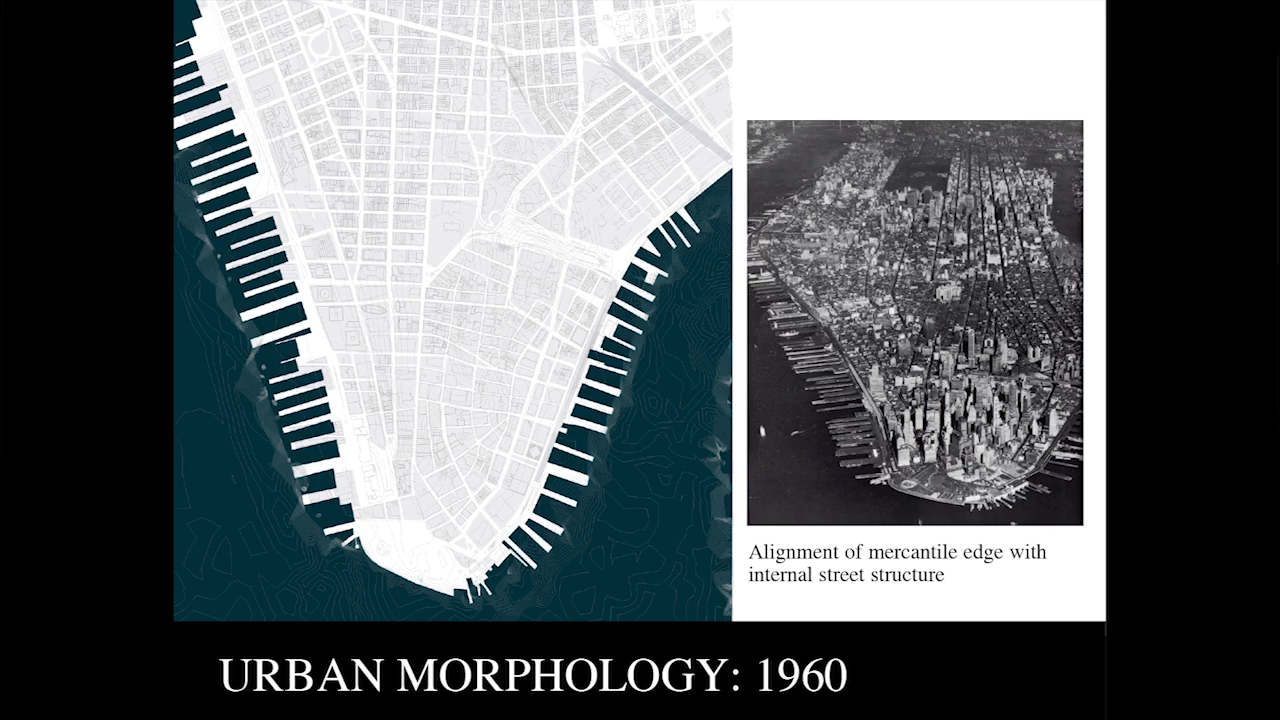 Alignment of mercantile edge with
internal street structure
URBAN MORPHOLOGY: 1960